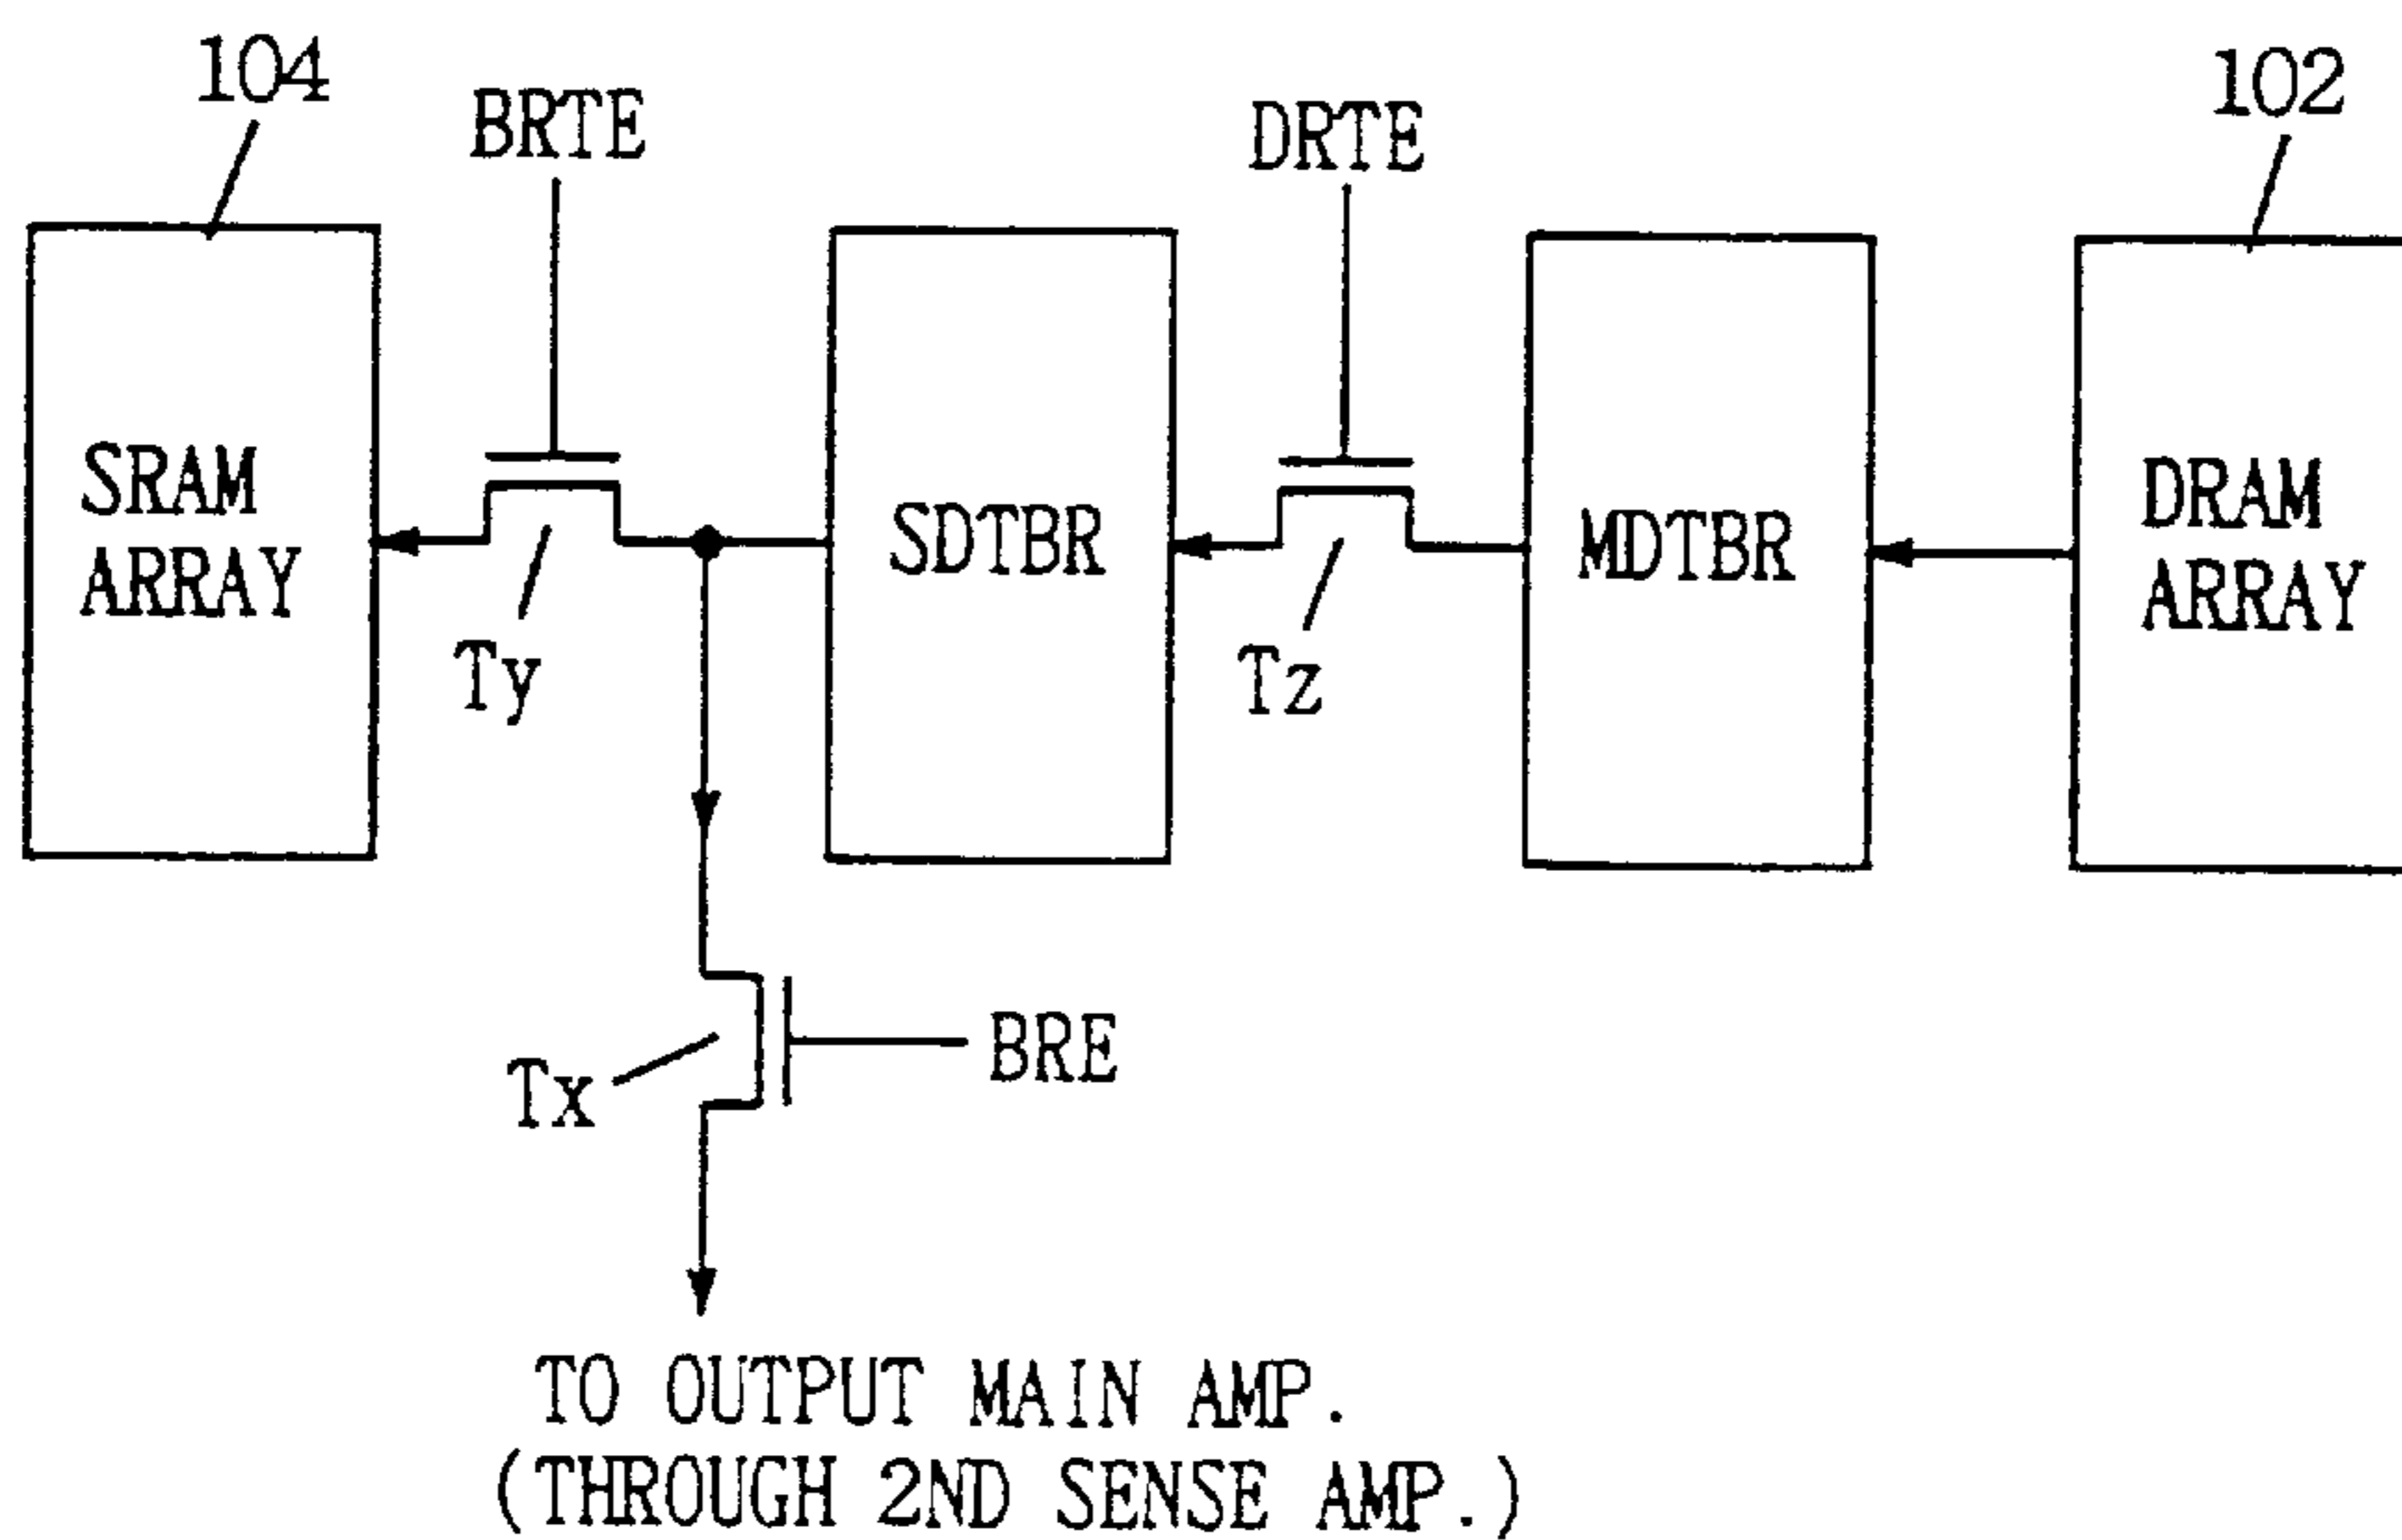 104
102
BRTE
DRTE
SRAM
ARRAY
SDTBR
MDTBR
DRAM
ARRAY
Ty
Tz
Tx
BRE
TO OUTPUT MAIN AMP.
(THROUGH 2ND SENSE AMP.)